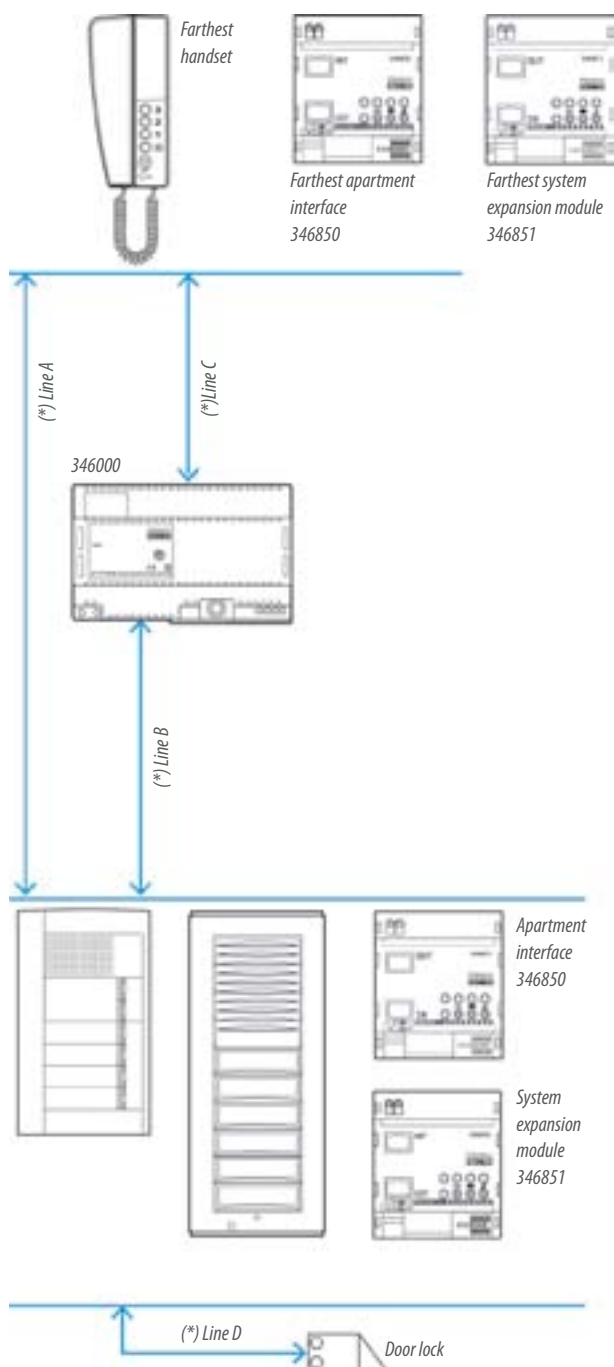 Farthest
handset
Farthest apartment
interface
346850
Farthest system
expansion module
346851
(*) Line A
(*)Line C
346000
(*) Line B
Apartment
interface
346850
System
expansion
module
346851
(*) Line D
Door lock